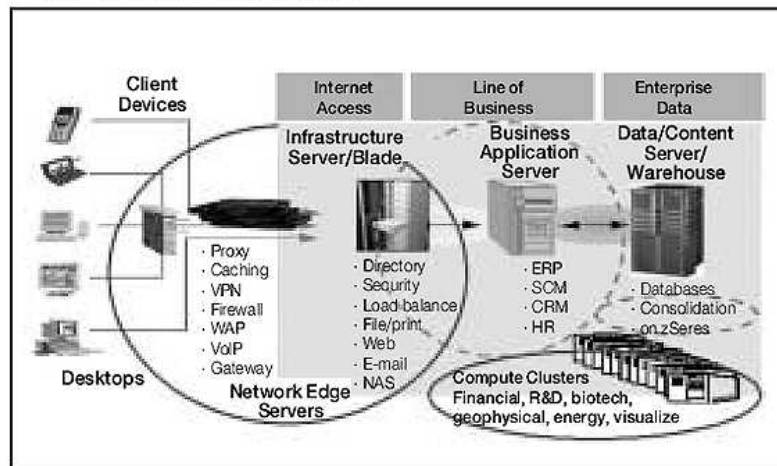 Client
Devices
Internet
Access
Line of
Business
Enterprise
Data
Infrastructure
Server/Blade
Business
Application
Server
Data/Content
Server/
Warehouse
· Proxy
· Caching
· VPN
· Firewall
· WAP
· VoIP
· Gateway
· Directory
· Security
· Load-balance
· File/print
· Web
· E-mail
· NAS
· ERP
· SCM
· CRM
· HR
· Databases
· Consolidation
· on zSeres
Desktops
Network Edge
Servers
Compute Clusters
Financial, R&D, biotech,
geophysical, energy, visualize